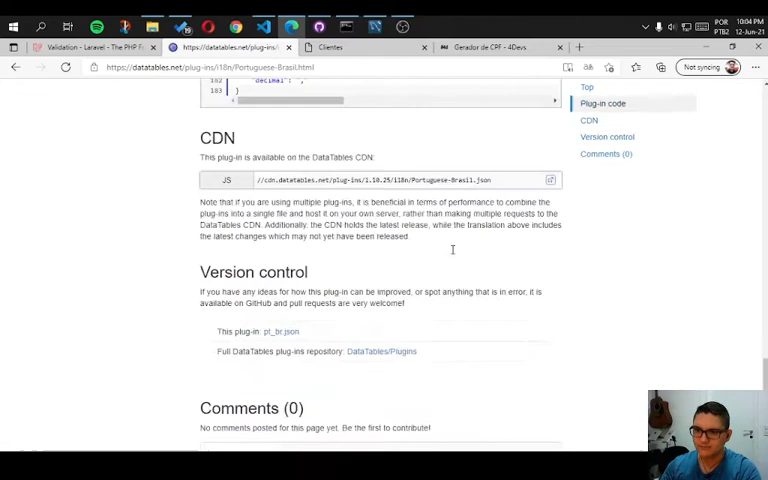 19
POR
PTB2
10:04 PM
12-Jun-21
Validation - Laravel - The PHP Fr
https://datatables.net/plug-ins/i
Clientes
Gerador de CPF - 4Devs
https://datatables.net/plug-ins/i18n/Portuguese-Brasil.html
Not syncing
182 "decimal": ",
183 }
Top
Plug-in code
CDN
Version control
Comments (0)
CDN
This plug-in is available on the DataTables CDN:
JS //cdn.datatables.net/plug-ins/1.10.25/i18n/Portuguese-Brasil.json
Note that if you are using multiple plug-ins, it is beneficial in terms of performance to combine the
plug-ins into a single file and host it on your own server, rather than making multiple requests to the
DataTables CDN. Additionally, the CDN holds the latest release, while the translation above includes
the latest changes which may not yet have been released.
Version control
If you have any ideas for how this plug-in can be improved, or spot anything that is in error, it is
available on GitHub and pull requests are very welcome!
This plug-in: pt_br.json
Full DataTables plug-ins repository: DataTables/Plugins
Comments (0)
No comments posted for this page yet. Be the first to contribute!